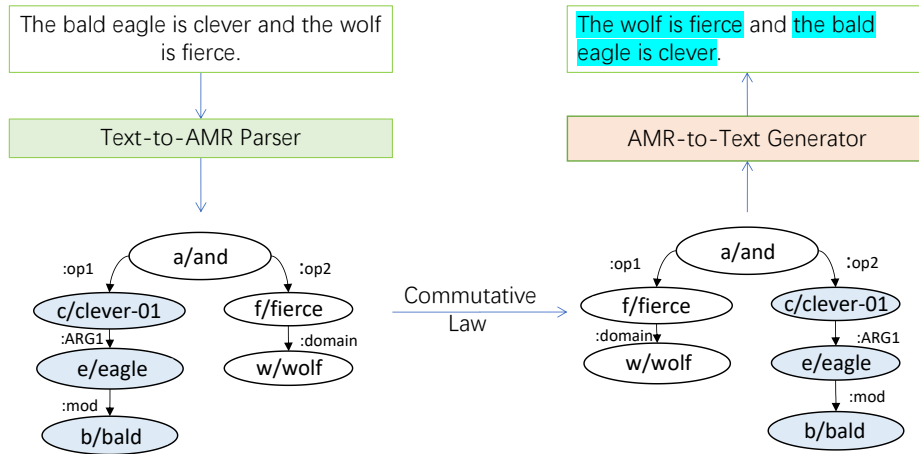 The bald eagle is clever and the wolf
is fierce.
Text-to-AMR Parser
a/and
:op1
:op2
c/clever-01
f/fierce
:ARG1
:domain
e/eagle
w/wolf
:mod
b/bald
Commutative
Law
The wolf is fierce and the bald
eagle is clever.
AMR-to-Text Generator
a/and
:op1
:op2
f/fierce
c/clever-01
:domain
:ARG1
w/wolf
e/eagle
:mod
b/bald